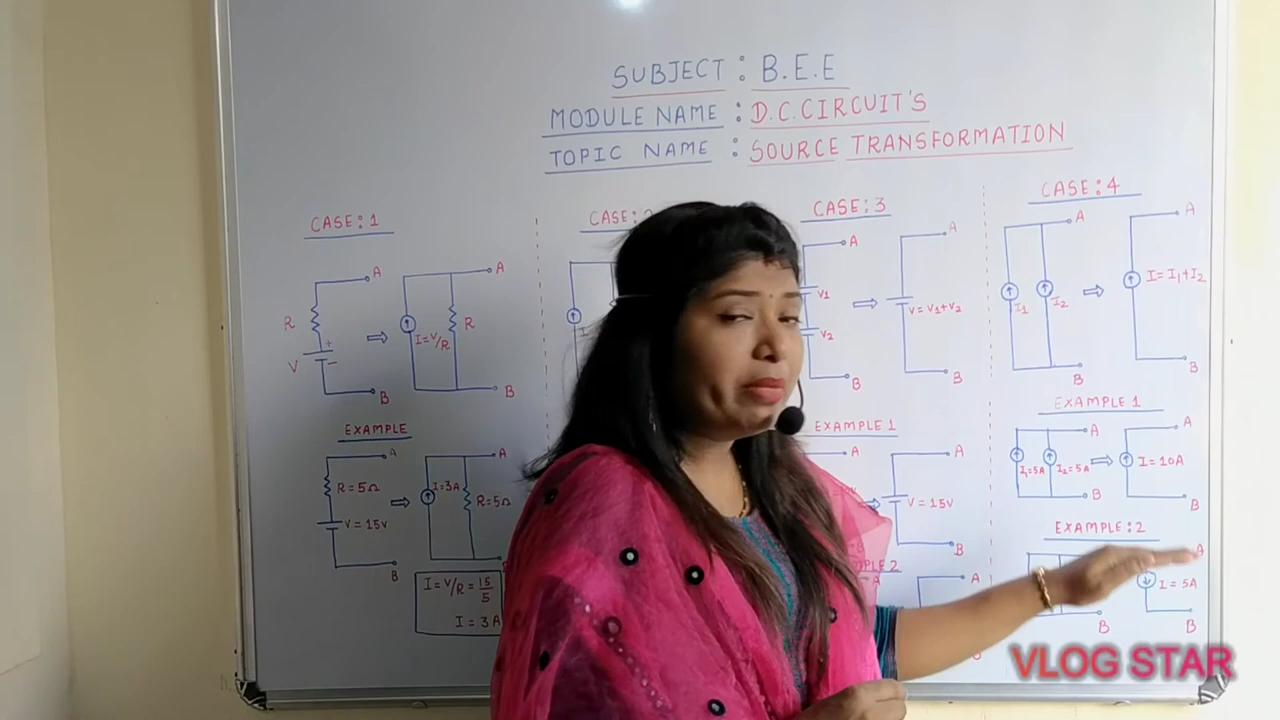 SUBJECT : B.E.E
MODULE NAME : D.C.CIRCUIT'S
TOPIC NAME : SOURCE TRANSFORMATION
CASE:1
A
R
+
V
−
B
A
I=V/R
R
B
EXAMPLE
A
R=5Ω
V=15V
B
A
I=3A
R=5Ω
I=V/R=15/5
I=3A
CASE:
I
CASE:3
A
V1
V2
B
A
V=V1+V2
B
EXAMPLE 1
A
A
V=15V
B
2
A
A
CASE:4
A
I1
I2
B
A
I=I1+I2
B
EXAMPLE 1
A
I1=5A
I2=5A
B
A
I=10A
B
EXAMPLE:2
B
A
I=5A
B
VLOG STAR